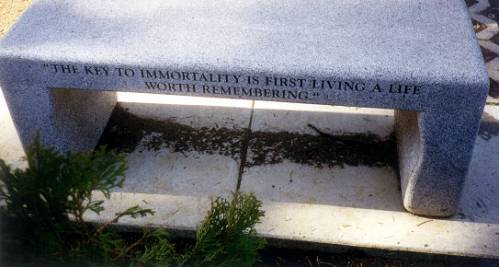 "THE KEY TO IMMORTALITY IS FIRST LIVING A LIFE
WORTH REMEMBERING."